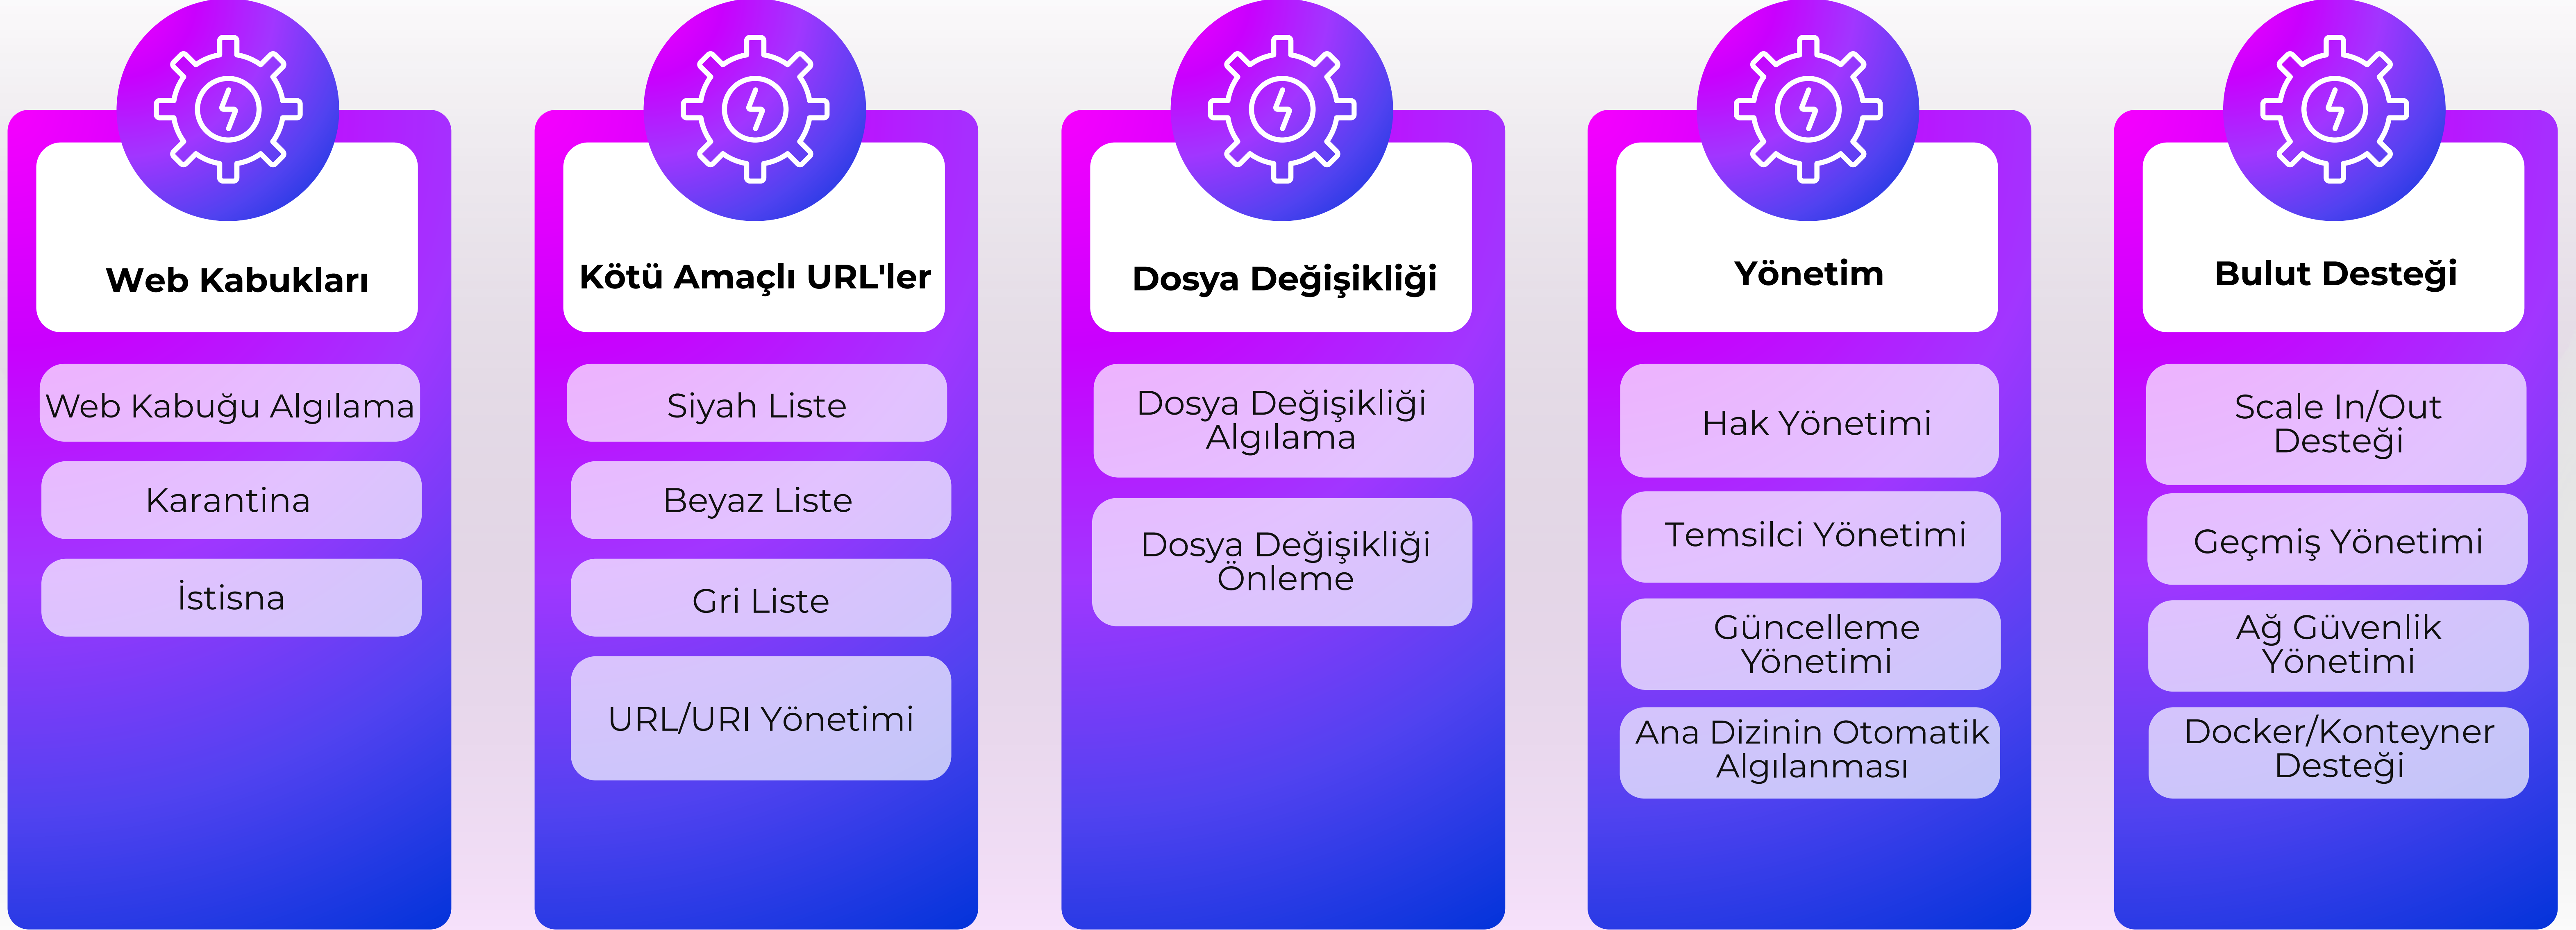 Web Kabukları
Web Kabuğu Algılama
Karantina
İstisna
Kötü Amaçlı URL'ler
Siyah Liste
Beyaz Liste
Gri Liste
URL/URI Yönetimi
Dosya Değişikliği
Dosya Değişikliği
Algılama
Dosya Değişikliği
Önleme
Yönetim
Hak Yönetimi
Temsilci Yönetimi
Güncelleme
Yönetimi
Ana Dizinin Otomatik
Algılanması
Bulut Desteği
Scale In/Out
Desteği
Geçmiş Yönetimi
Ağ Güvenlik
Yönetimi
Docker/Konteyner
Desteği